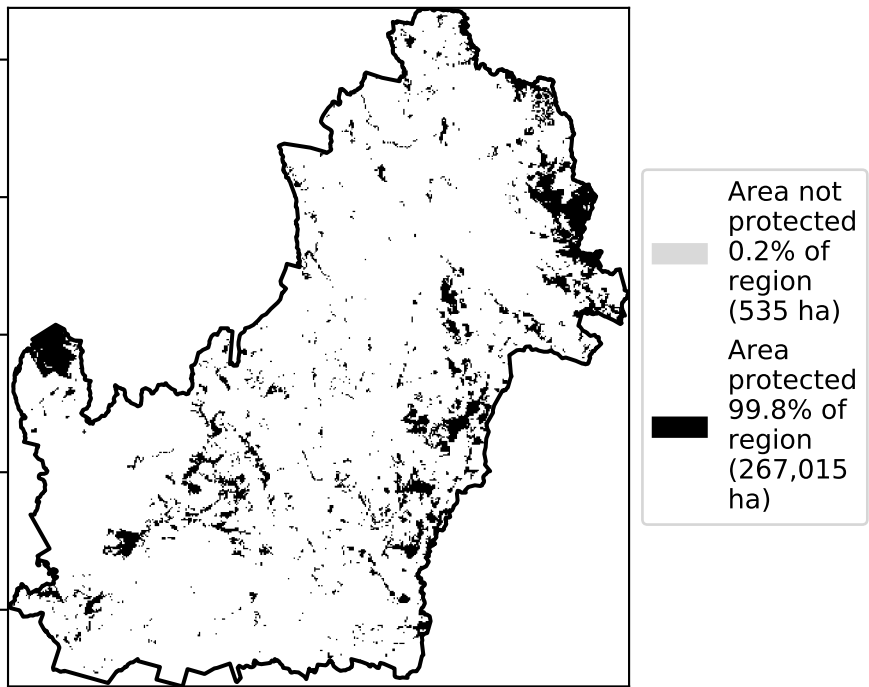 Area not
protected
0.2% of
region
(535 ha)
Area
protected
99.8% of
region
(267,015
ha)